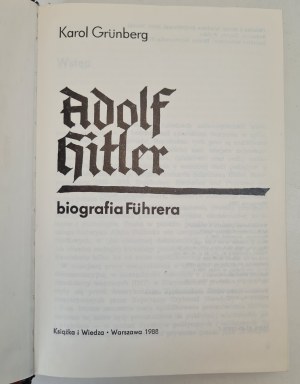 Karol Grünberg
Adolf
Hitler
biografia Führera
Książka i Wiedza • Warszawa 1988